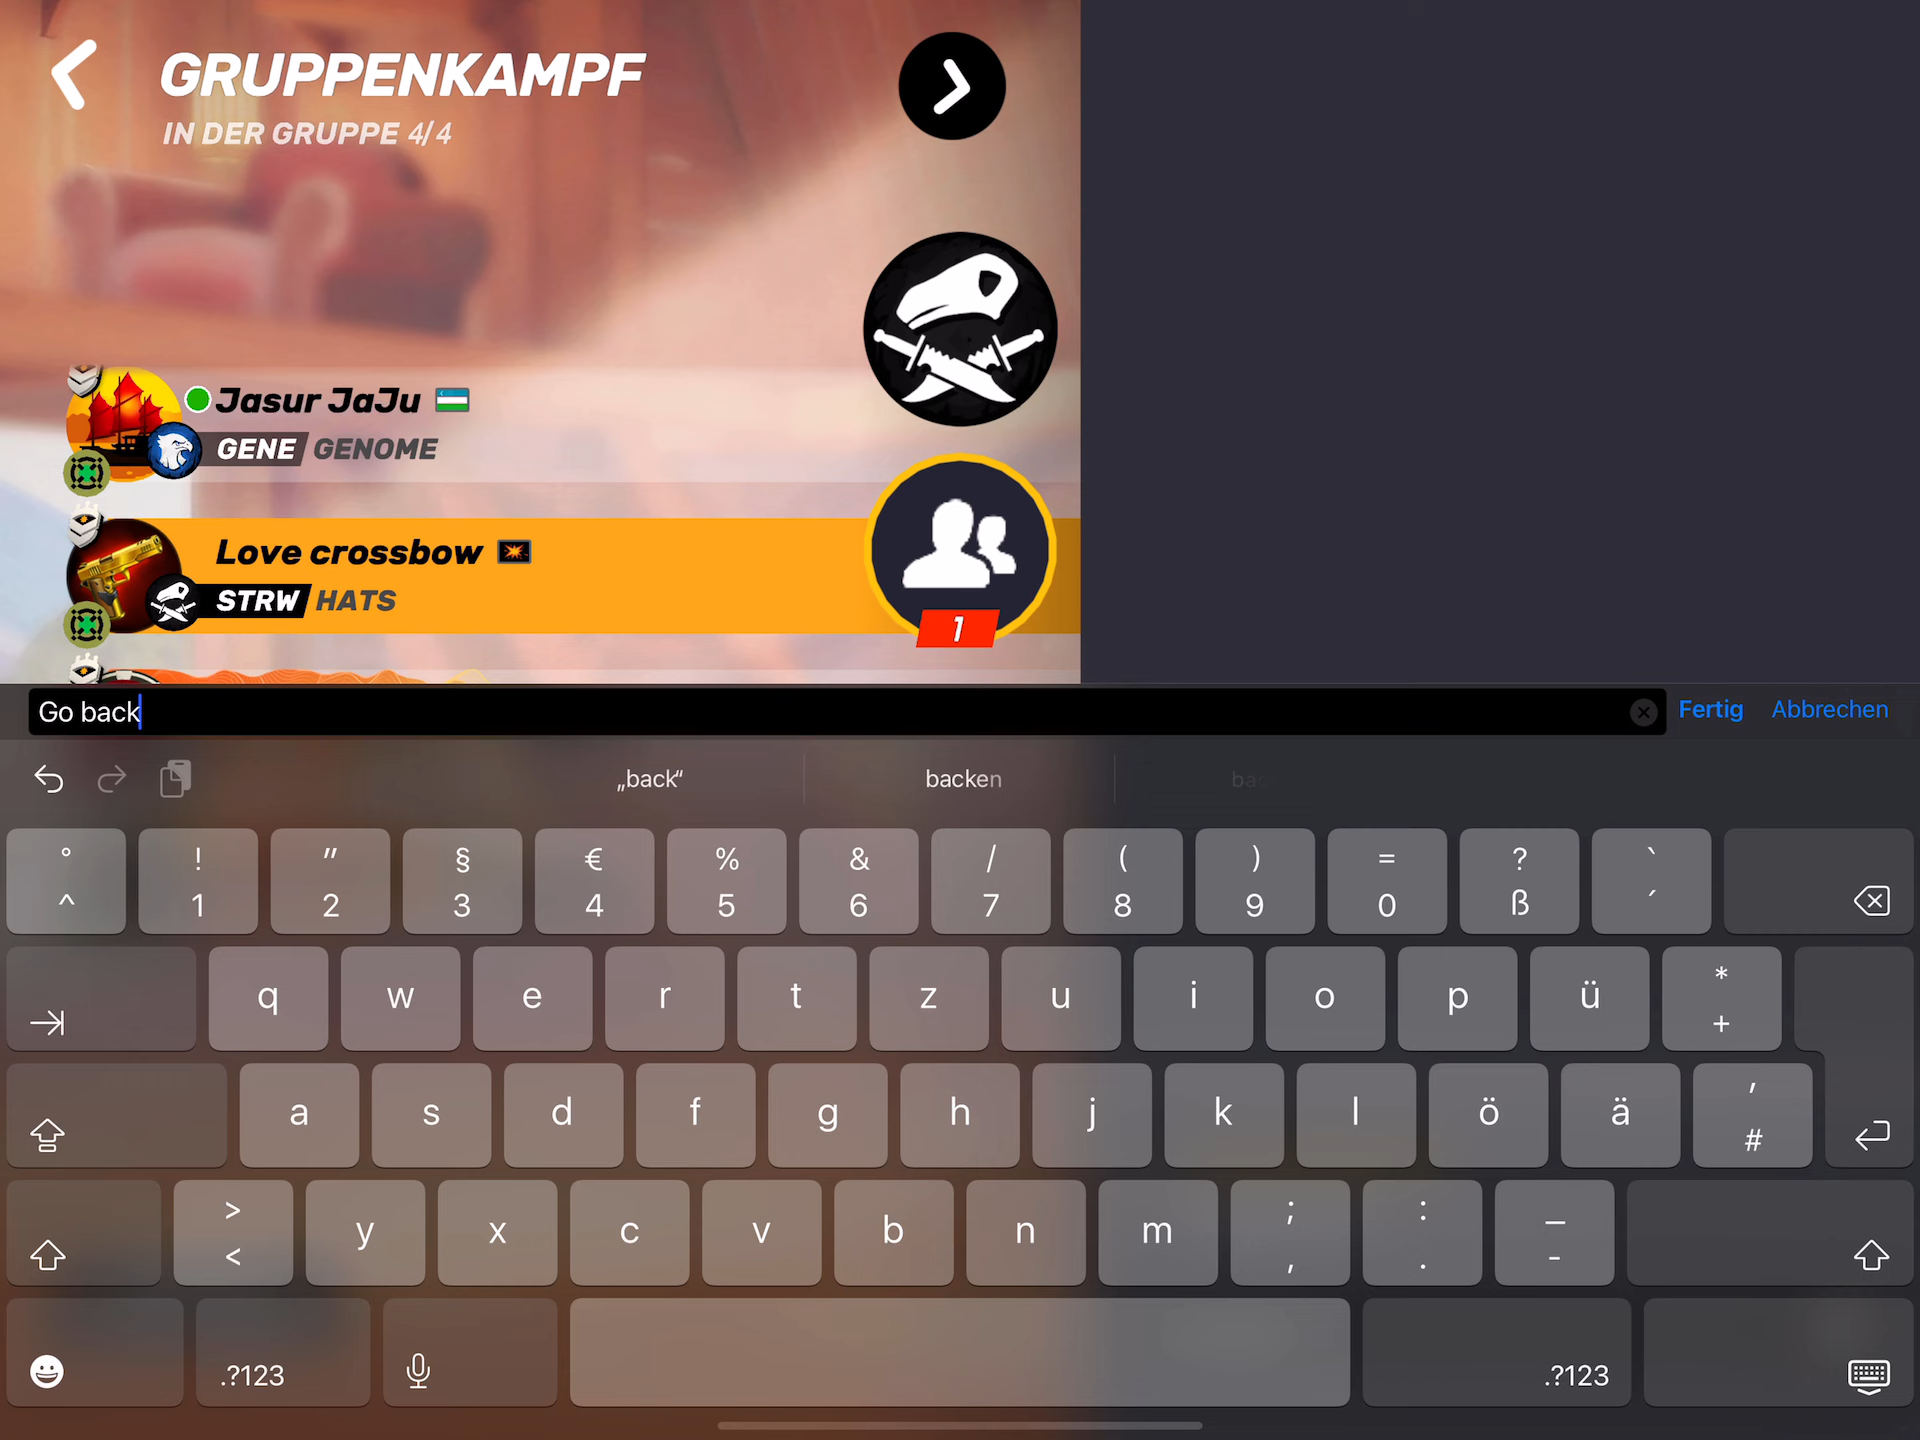 GRUPPENKAMPF
IN DER GRUPPE 4/4
Jasur JaJu
GENE GENOME
Love crossbow
STRW HATS
1
Go back
Fertig Abbrechen
„back“ backen
° ! " § € % & / ( ) = ? `
^ 1 2 3 4 5 6 7 8 9 0 ß ´
q w e r t z u i o p ü * +
a s d f g h j k l ö ä ' #
> < y x c v b n m ; , : . _ -
.?123 .?123